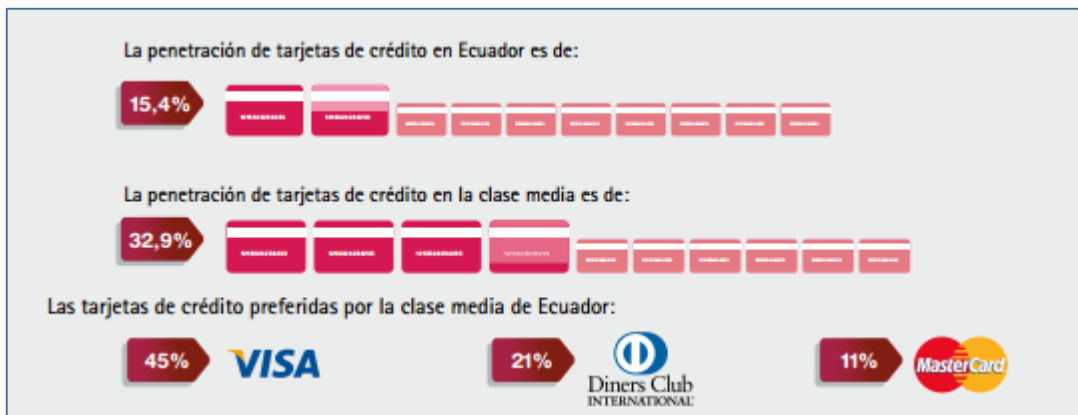 La penetración de tarjetas de crédito en Ecuador es de:
15,4%
La penetración de tarjetas de crédito en la clase media es de:
32,9%
Las tarjetas de crédito preferidas por la clase media de Ecuador:
45% VISA 21% Diners Club INTERNATIONAL 11% MasterCard